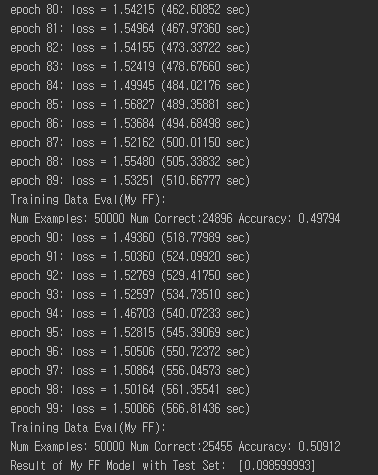 epoch 80: loss = 1.54215 (462.60852 sec)
epoch 81: loss = 1.54964 (467.97360 sec)
epoch 82: loss = 1.54155 (473.33722 sec)
epoch 83: loss = 1.52419 (478.67660 sec)
epoch 84: loss = 1.49945 (484.02176 sec)
epoch 85: loss = 1.56827 (489.35881 sec)
epoch 86: loss = 1.53684 (494.68498 sec)
epoch 87: loss = 1.52162 (500.01150 sec)
epoch 88: loss = 1.55480 (505.33832 sec)
epoch 89: loss = 1.53251 (510.66777 sec)
Training Data Eval(My FF):
Num Examples: 50000 Num Correct:24896 Accuracy: 0.49794
epoch 90: loss = 1.49360 (518.77989 sec)
epoch 91: loss = 1.50360 (524.09920 sec)
epoch 92: loss = 1.52769 (529.41750 sec)
epoch 93: loss = 1.52597 (534.73510 sec)
epoch 94: loss = 1.46703 (540.07233 sec)
epoch 95: loss = 1.52815 (545.39069 sec)
epoch 96: loss = 1.50506 (550.72372 sec)
epoch 97: loss = 1.50864 (556.04573 sec)
epoch 98: loss = 1.50164 (561.35541 sec)
epoch 99: loss = 1.50066 (566.81436 sec)
Training Data Eval(My FF):
Num Examples: 50000 Num Correct:25455 Accuracy: 0.50912
Result of My FF Model with Test Set:  [0.098599993]